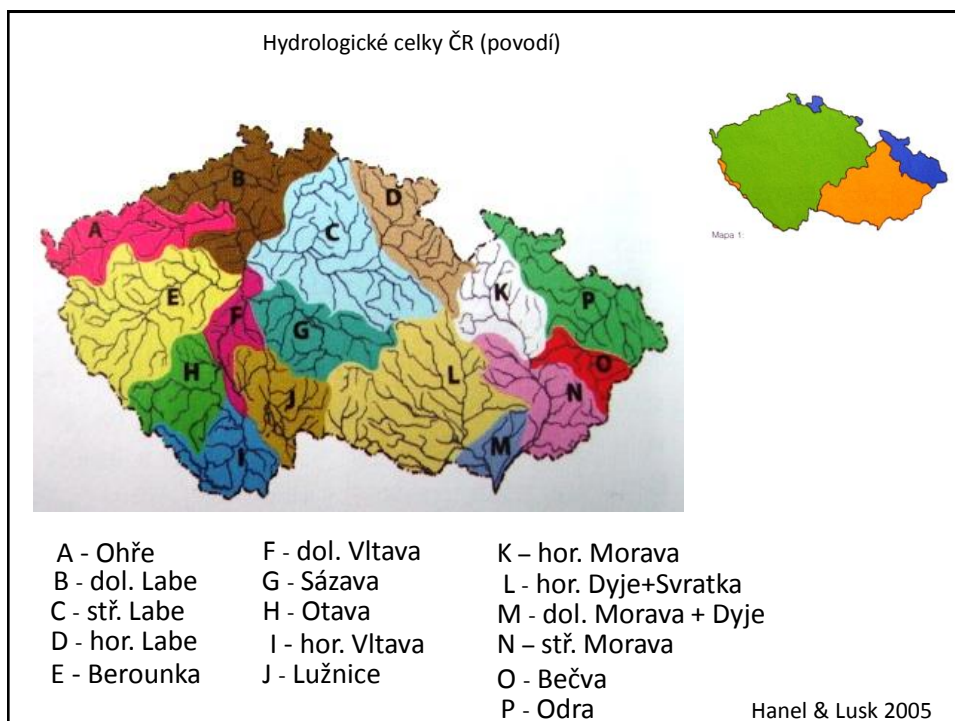 Hydrologické celky ČR (povodí)
Mapa 1:
A
B
C
D
E
F
G
H
I
J
K
L
M
N
O
P
A - Ohře
B - dol. Labe
C - stř. Labe
D - hor. Labe
E - Berounka
F - dol. Vltava
G - Sázava
H - Otava
I - hor. Vltava
J - Lužnice
K – hor. Morava
L - hor. Dyje+Svratka
M - dol. Morava + Dyje
N – stř. Morava
O - Bečva
P - Odra
Hanel & Lusk 2005